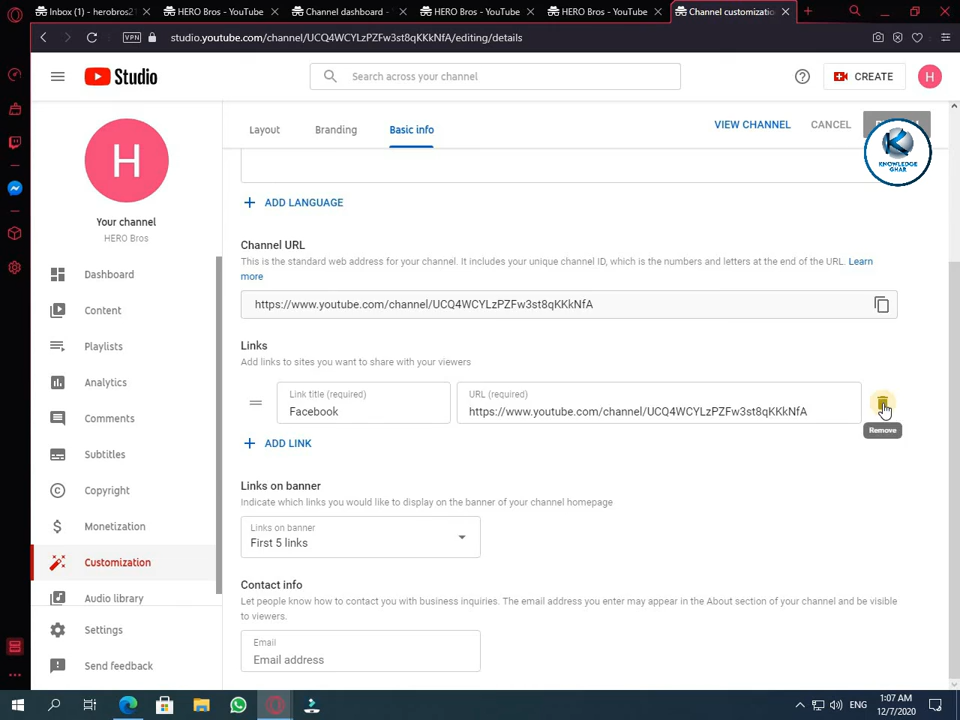 Inbox (1) - herobros21
HERO Bros - YouTube
Channel dashboard -
HERO Bros - YouTube
HERO Bros - YouTube
Channel customizatio
VPN
studio.youtube.com/channel/UCQ4WCYLzPZFw3st8qKKkNfA/editing/details
Studio
Search across your channel
CREATE
H
Layout
Branding
Basic info
VIEW CHANNEL
CANCEL
K
KNOWLEDGE
GHAR
H
Your channel
HERO Bros
Dashboard
Content
Playlists
Analytics
Comments
Subtitles
Copyright
Monetization
Customization
Audio library
Settings
Send feedback
ADD LANGUAGE
Channel URL
This is the standard web address for your channel. It includes your unique channel ID, which is the numbers and letters at the end of the URL. Learn
more
https://www.youtube.com/channel/UCQ4WCYLzPZFw3st8qKKkNfA
Links
Add links to sites you want to share with your viewers
Link title (required)
Facebook
URL (required)
https://www.youtube.com/channel/UCQ4WCYLzPZFw3st8qKKkNfA
Remove
ADD LINK
Links on banner
Indicate which links you would like to display on the banner of your channel homepage
Links on banner
First 5 links
Contact info
Let people know how to contact you with business inquiries. The email address you enter may appear in the About section of your channel and be visible
to viewers.
Email
Email address
ENG
1:07 AM
12/7/2020